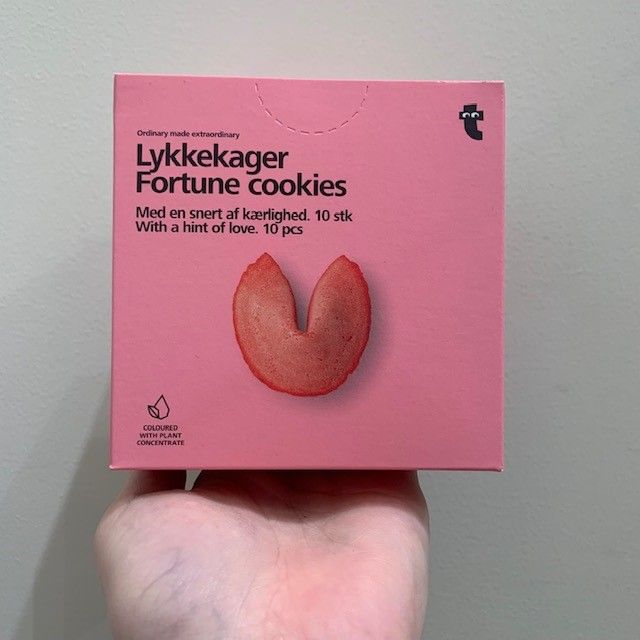 Ordinary made extraordinary
Lykkekager
Fortune cookies
Med en snert af kærlighed. 10 stk
With a hint of love. 10 pcs
t
COLOURED
WITH PLANT
CONCENTRATE